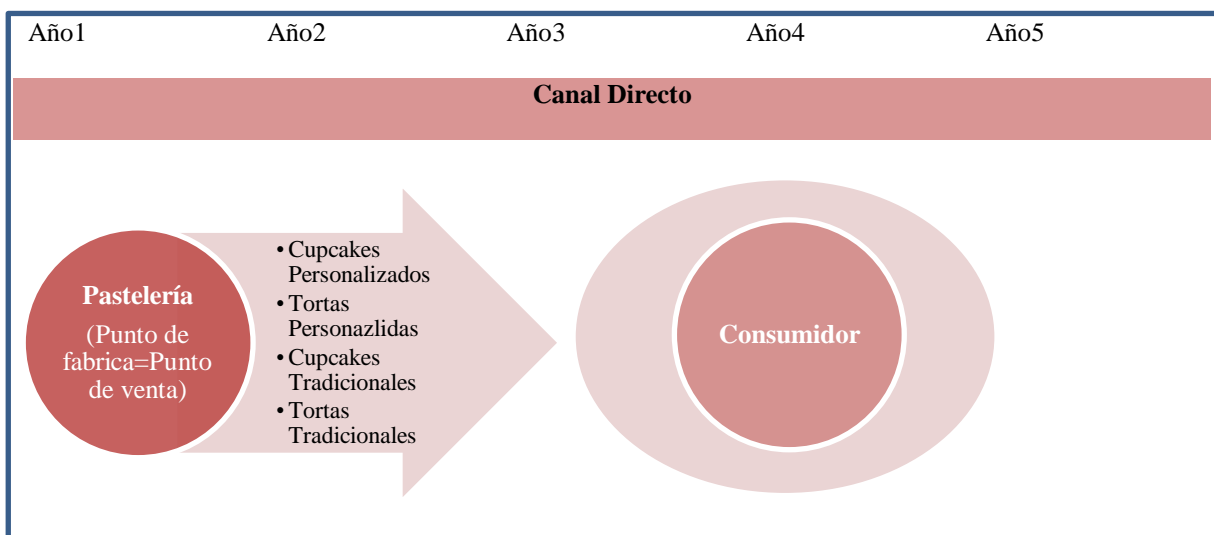 Año1 Año2 Año3 Año4 Año5
Canal Directo
Pastelería
(Punto de
fabrica=Punto
de venta)
• Cupcakes
Personalizados
• Tortas
Personazlidas
• Cupcakes
Tradicionales
• Tortas
Tradicionales
Consumidor